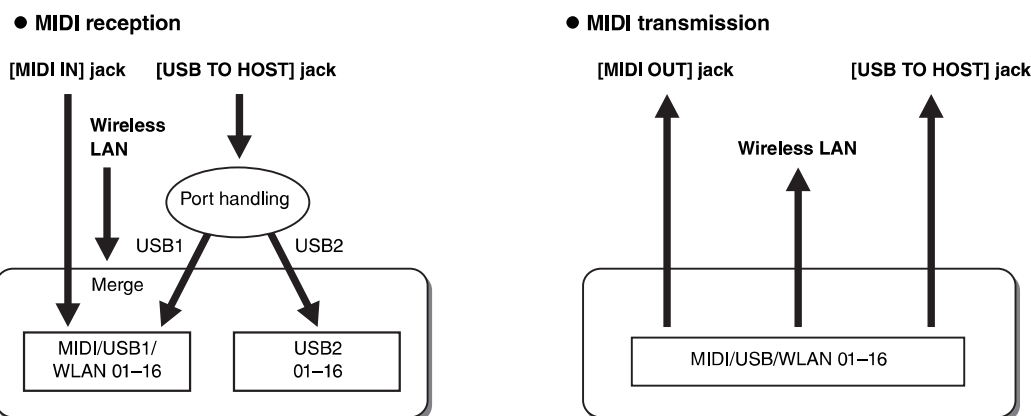 ● MIDI reception
[MIDI IN] jack
[USB TO HOST] jack
Wireless
LAN
Port handling
USB1
USB2
Merge
MIDI/USB1/
WLAN 01–16
USB2
01–16
● MIDI transmission
[MIDI OUT] jack
[USB TO HOST] jack
Wireless LAN
MIDI/USB/WLAN 01–16